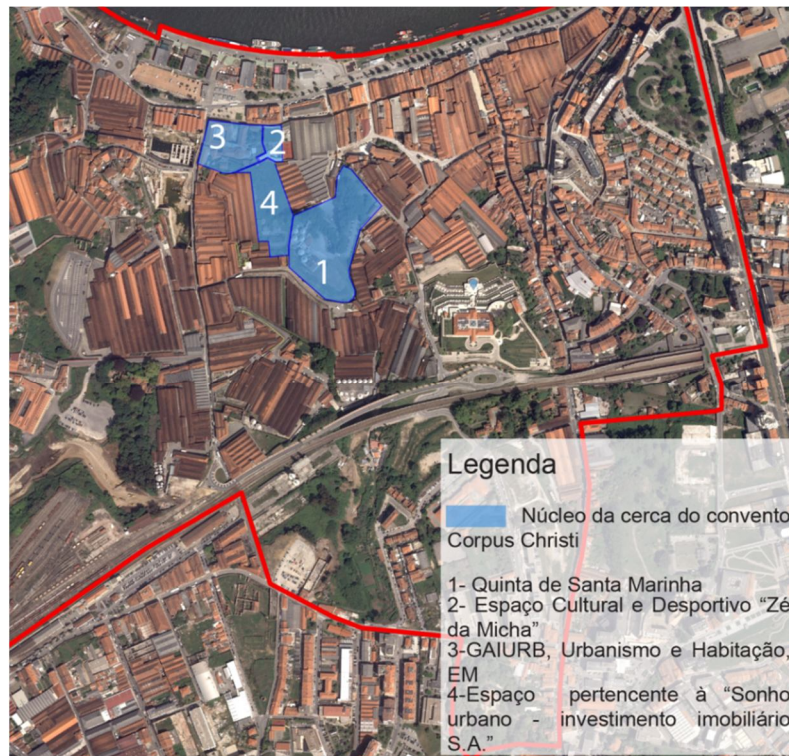 3
2
4
1
Legenda
Núcleo da cerca do convento
Corpus Christi
1- Quinta de Santa Marinha
2- Espaço Cultural e Desportivo “Zé
da Micha”
3-GAIURB, Urbanismo e Habitação,
EM
4-Espaço pertencente à “Sonho
urbano - investimento imobiliário
S.A.”